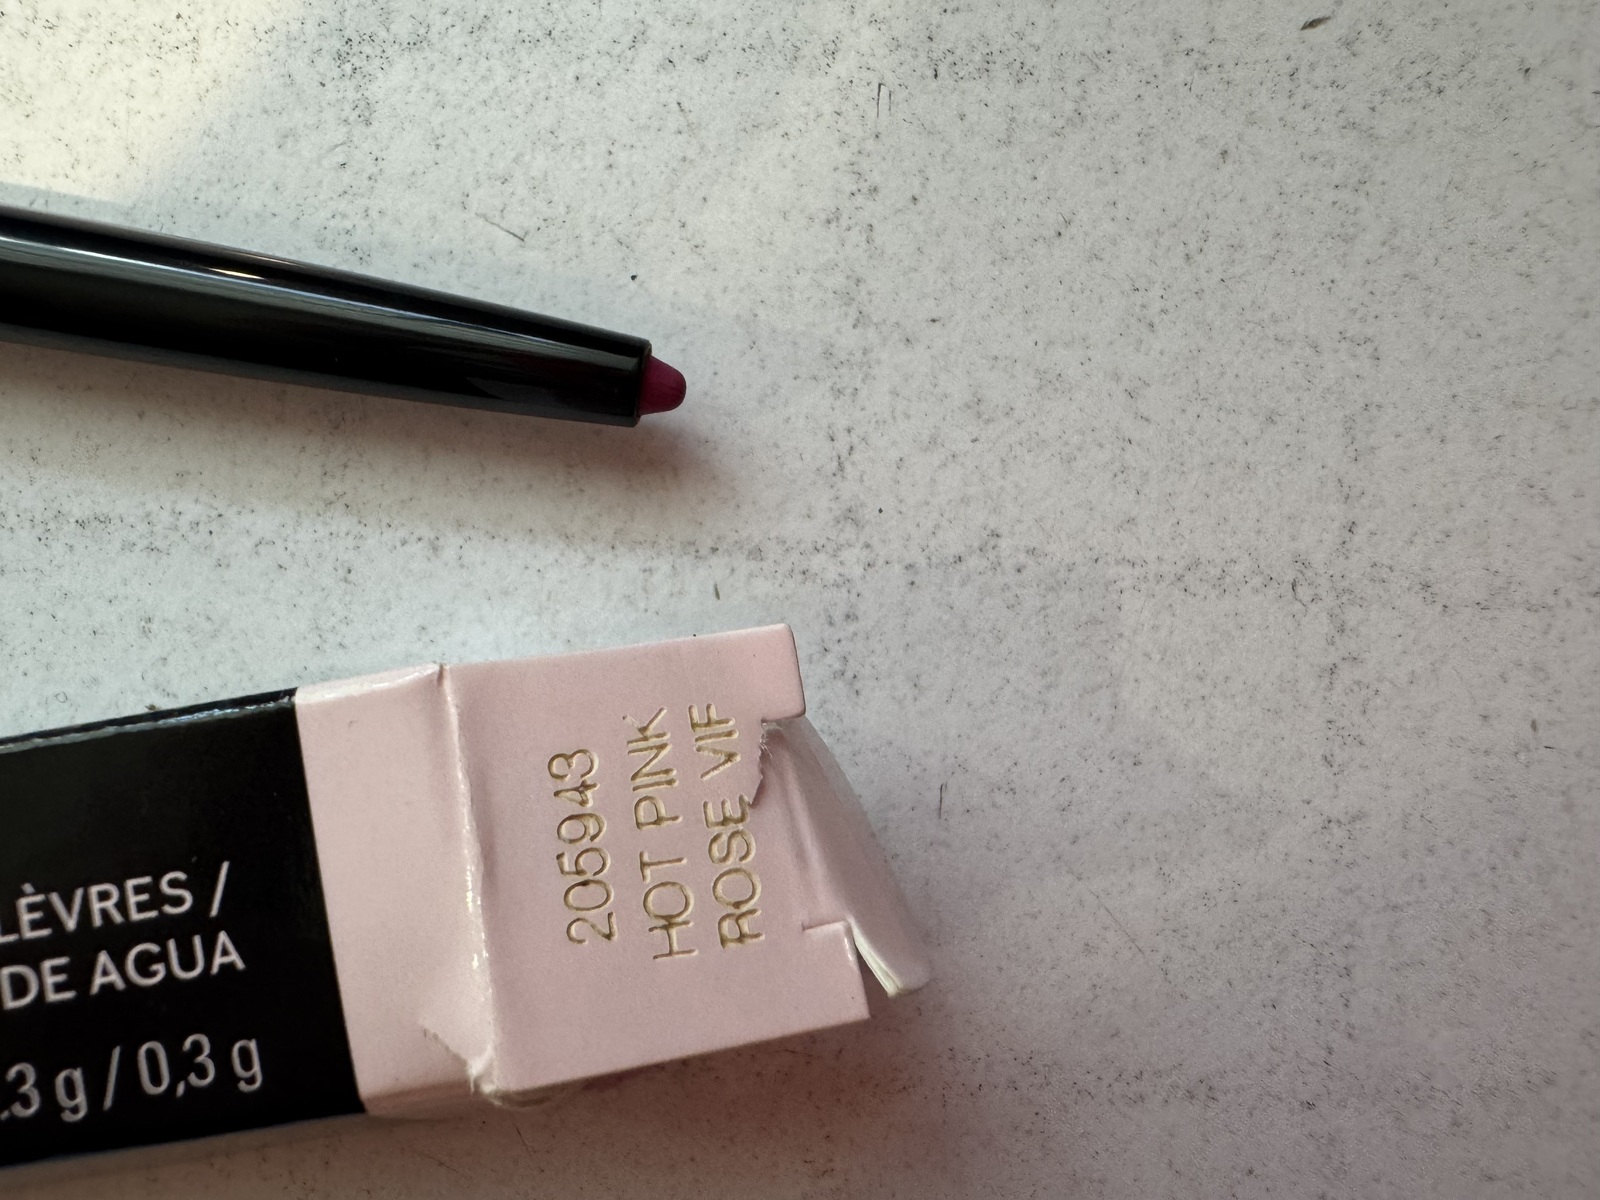 LÈVRES /
DE AGUA
.3 g / 0,3 g
205943
HOT PINK
ROSE VIF